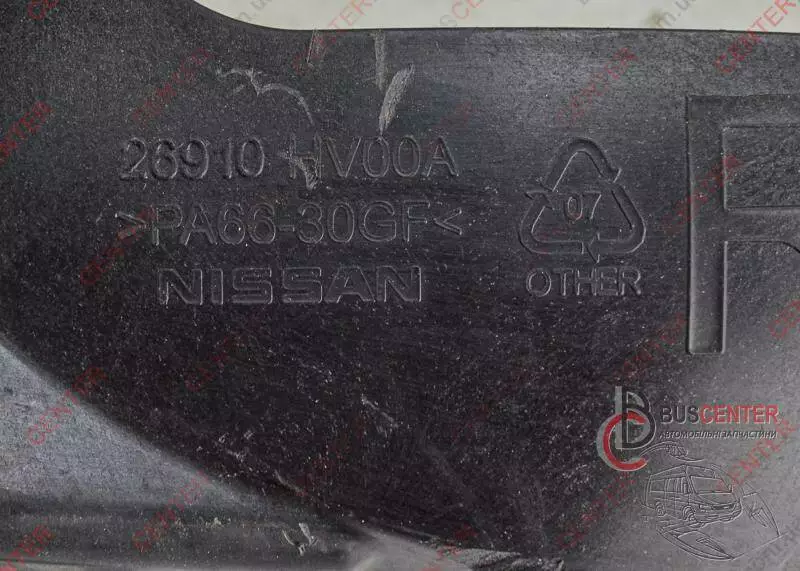 26910 HV00A
>PA66-30GF<
NISSAN
07
OTHER
R
BUSCENTER
АВТОМОБІЛЬНІ ЗАПЧАСТИНИ